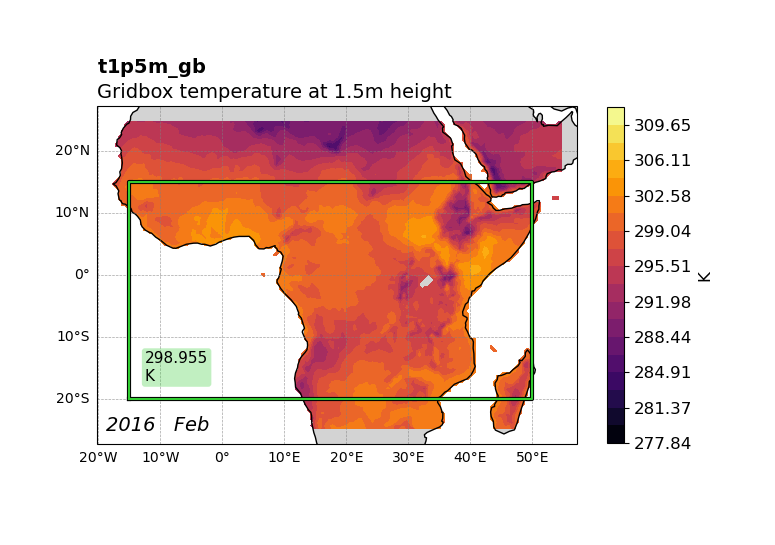 t1p5m_gb
Gridbox temperature at 1.5m height
309.65
306.11
302.58
299.04
295.51
291.98
288.44
284.91
281.37
277.84
K
20°N
10°N
0°
10°S
20°S
298.955
K
2016 Feb
20°W 10°W 0° 10°E 20°E 30°E 40°E 50°E